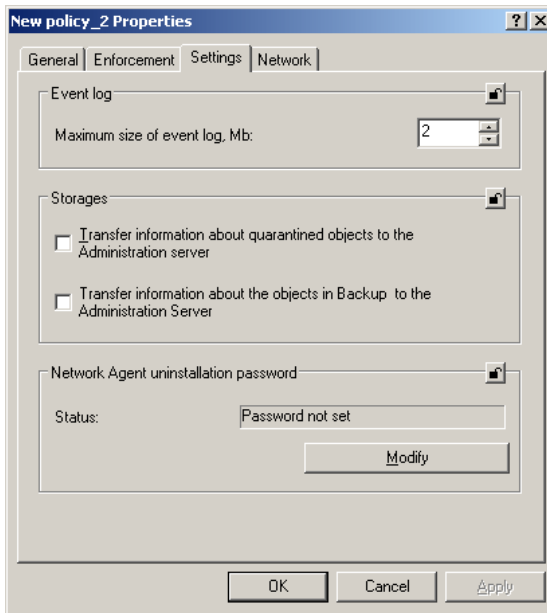 New policy_2 Properties
General Enforcement Settings Network
Event log
Maximum size of event log, Mb: 2
Storages
Transfer information about quarantined objects to the
Administration server
Transfer information about the objects in Backup to the
Administration Server
Network Agent uninstallation password
Status: Password not set
Modify
OK Cancel Apply